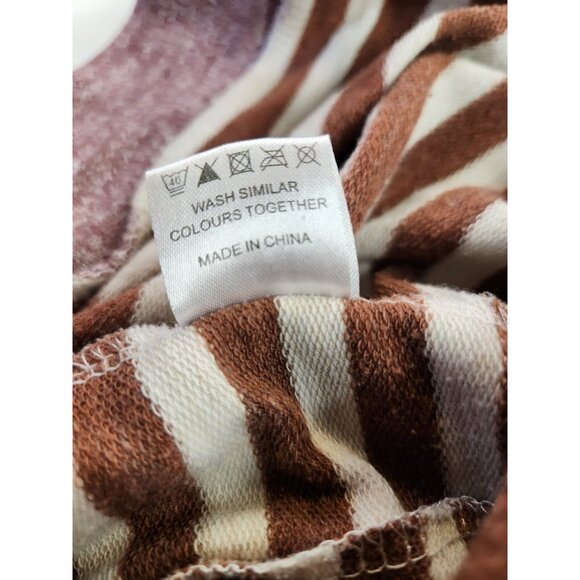 40
WASH SIMILAR
COLOURS TOGETHER
MADE IN CHINA